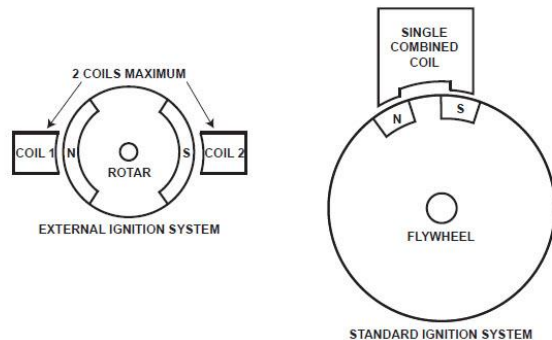 2 COILS MAXIMUM
COIL 1
N
ROTAR
S
COIL 2
EXTERNAL IGNITION SYSTEM
SINGLE
COMBINED
COIL
N
S
FLYWHEEL
STANDARD IGNITION SYSTEM